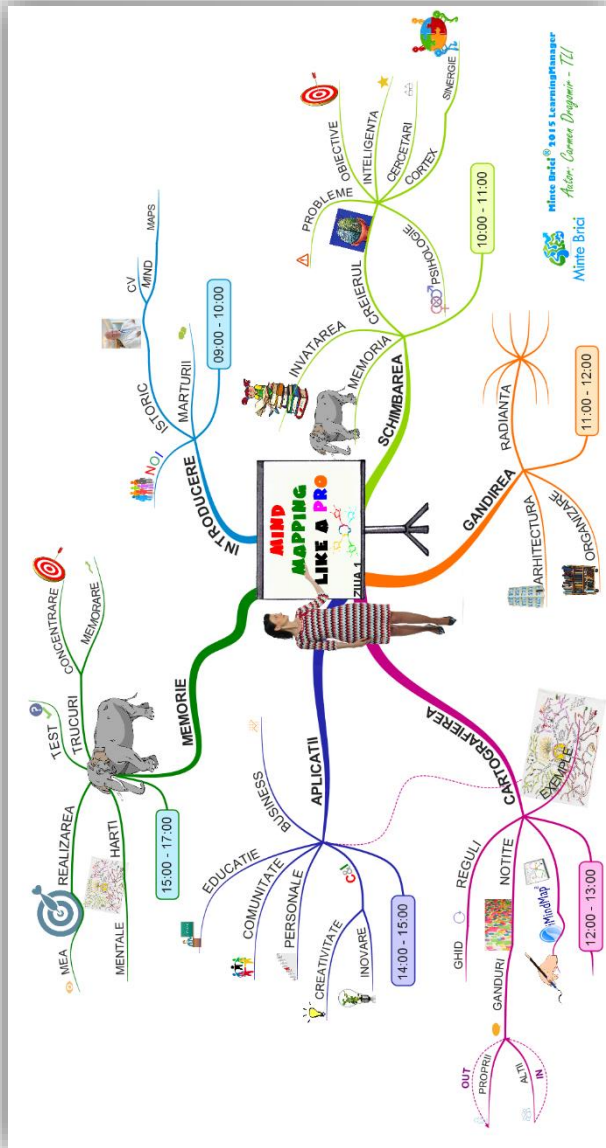 MIND
MAPPING
LIKE A PRO
ZIUA 1
INTRODUCERE
NOI
ISTORIC
CV
MIND
MAPS
MARTURII
09:00 - 10:00
SCHIMBAREA
INVATAREA
MEMORIA
CREIERUL
PROBLEME
OBIECTIVE
INTELIGENTA
CERCETARI
CORTEX
SINERGIE
PSIHOLOGIE
10:00 - 11:00
GANDIREA
RADIANTA
ARHITECTURA
ORGANIZARE
11:00 - 12:00
CARTOGRAFIEREA
EXEMPLE
REGULI
GHID
NOTITE
GANDURI
PROPRII
OUT
ALTII
IN
iMindMap
12:00 - 13:00
APLICATII
BUSINESS
EDUCATIE
COMUNITATE
PERSONALE
C&I
CREATIVITATE
INOVARE
14:00 - 15:00
MEMORIE
TRUCURI
CONCENTRARE
MEMORARE
TEST
REALIZAREA
MEA
HARTI
MENTALE
15:00 - 17:00
Minte Brici
Minte Brici® 2015 LearningManager
Autor: Carmen Dragomir - TLI